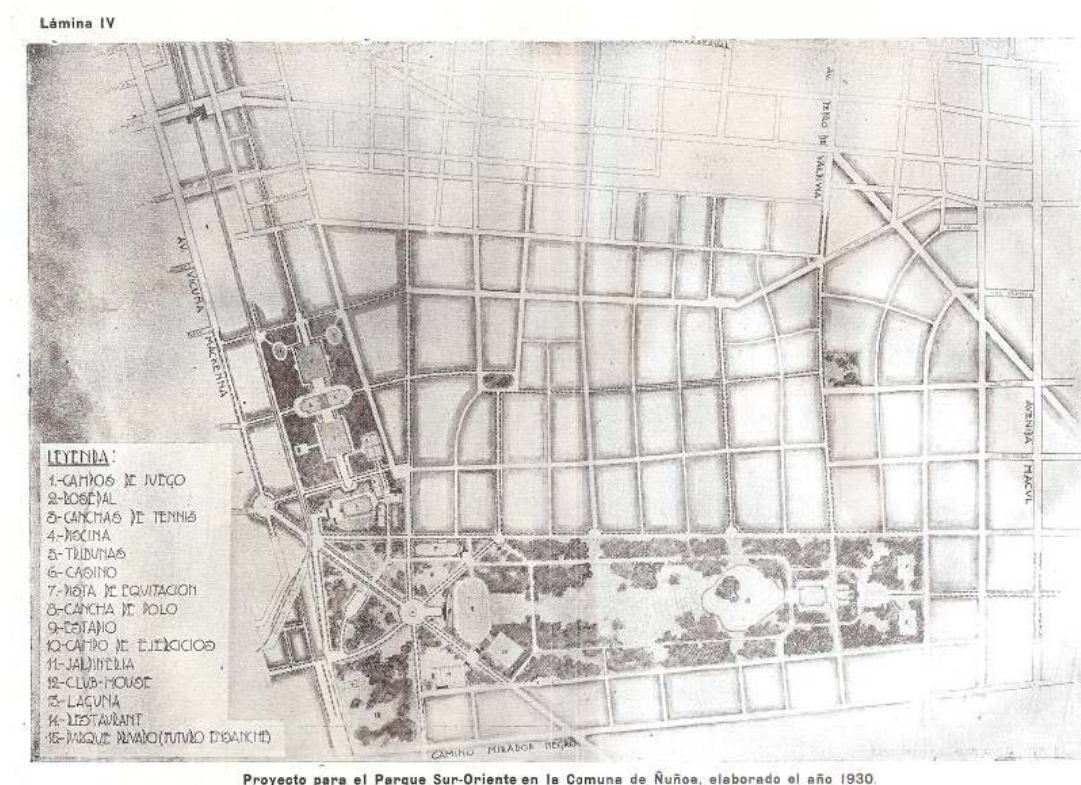 Lámina IV
AV. PEDRO DE VALDIVIA
AV. VICUÑA MACKENNA
AVENIDA MACUL
LEYENDA:
1-CAMPOS DE JUEGO
2-ROSEDAL
3-CANCHAS DE TENNIS
4-PISCINA
5-TRIBUNAS
6-CASINO
7-PISTA DE EQUITACION
8-CANCHA DE POLO
9-ESTADIO
10-CAMPO DE EJERCICIOS
11-JARDINERIA
12-CLUB-HOUSE
13-LAGUNA
14-RESTAURANT
15-PARQUE PRIVADO (FUTURO ENSANCHE)
CAMINO MIRADOR NEGRO
Proyecto para el Parque Sur-Oriente en la Comuna de Ñuñoa, elaborado el año 1930.